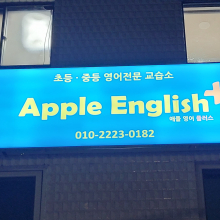 초등 · 중등 영어전문 교습소
Apple English+
애플 영어 플러스
010-2223-0182